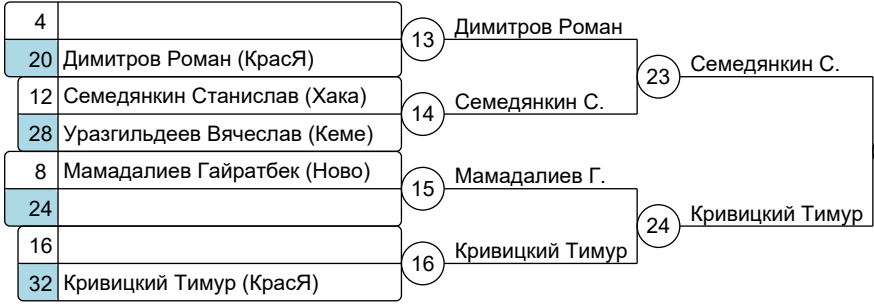 4
20 Димитров Роман (КрасЯ)
12 Семедянкин Станислав (Хака)
28 Уразгильдеев Вячеслав (Кеме)
8 Мамадалиев Гайратбек (Ново)
24
16
32 Кривицкий Тимур (КрасЯ)
13 Димитров Роман
14 Семедянкин С.
15 Мамадалиев Г.
16 Кривицкий Тимур
23 Семедянкин С.
24 Кривицкий Тимур